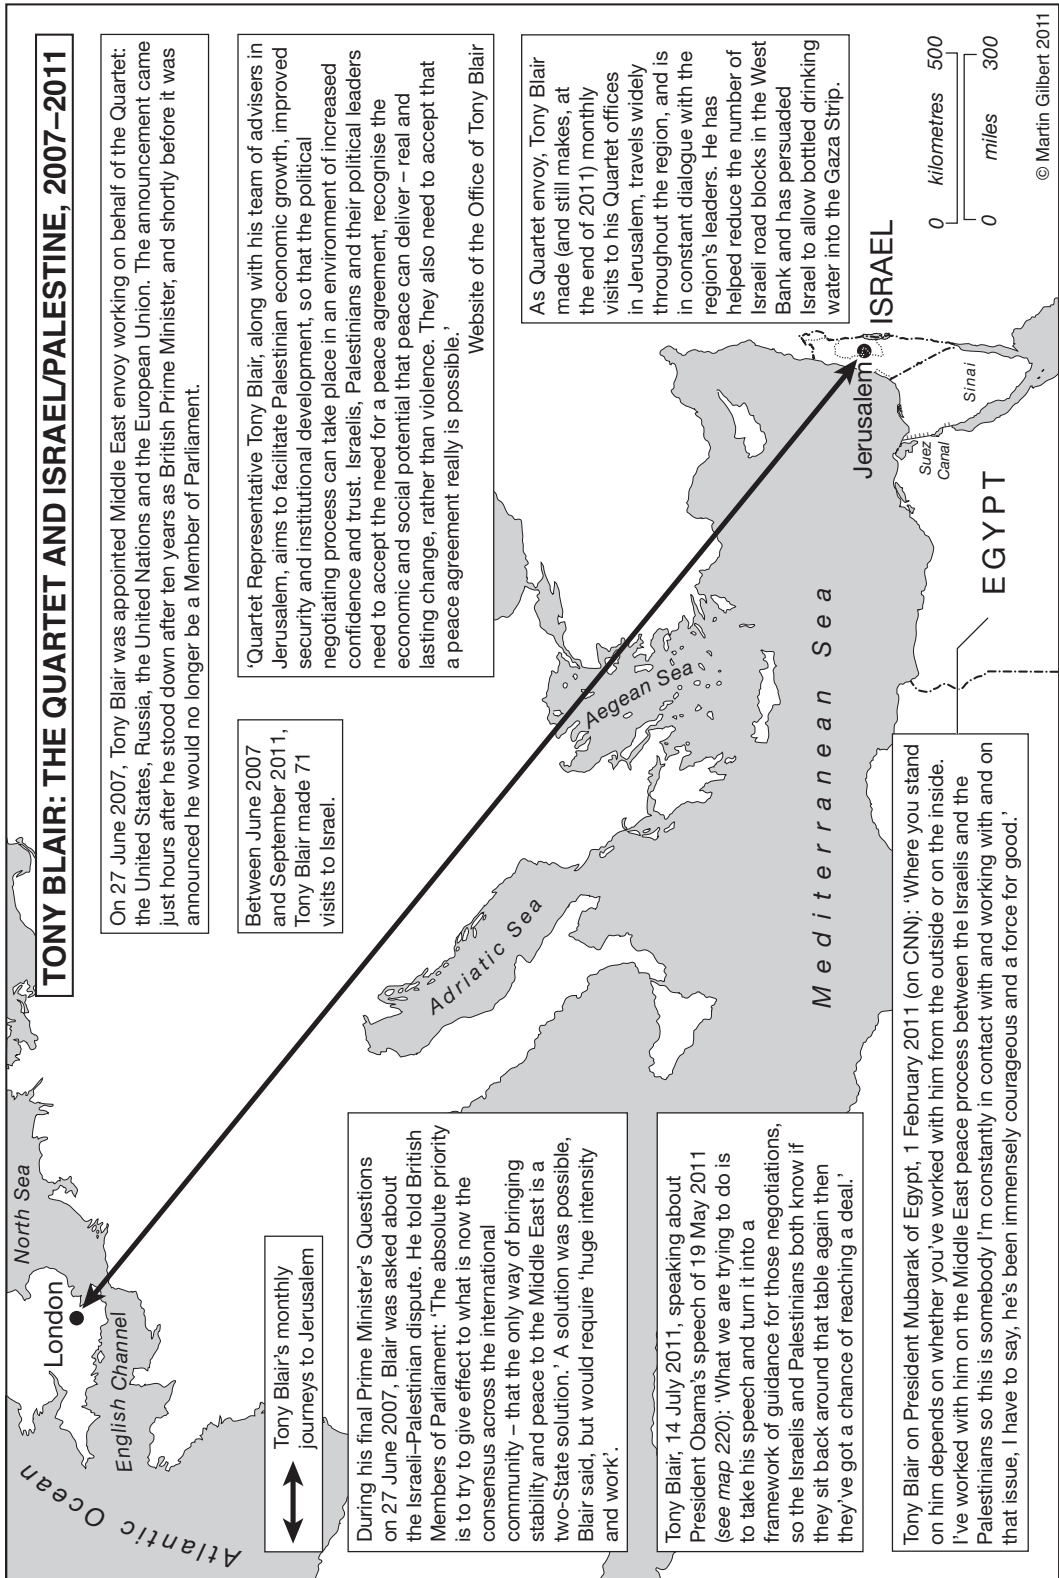 TONY BLAIR: THE QUARTET AND ISRAEL/PALESTINE, 2007–2011
On 27 June 2007, Tony Blair was appointed Middle East envoy working on behalf of the Quartet:
the United States, Russia, the United Nations and the European Union. The announcement came
just hours after he stood down after ten years as British Prime Minister, and shortly before it was
announced he would no longer be a Member of Parliament.
Between June 2007
and September 2011,
Tony Blair made 71
visits to Israel.
‘Quartet Representative Tony Blair, along with his team of advisers in
Jerusalem, aims to facilitate Palestinian economic growth, improved
security and institutional development, so that the political
negotiating process can take place in an environment of increased
confidence and trust. Israelis, Palestinians and their political leaders
need to accept the need for a peace agreement, recognise the
economic and social potential that peace can deliver – real and
lasting change, rather than violence. They also need to accept that
a peace agreement really is possible.’
Website of the Office of Tony Blair
As Quartet envoy, Tony Blair
made (and still makes, at
the end of 2011) monthly
visits to his Quartet offices
in Jerusalem, travels widely
throughout the region, and is
in constant dialogue with the
region’s leaders. He has
helped reduce the number of
Israeli road blocks in the West
Bank and has persuaded
Israel to allow bottled drinking
water into the Gaza Strip.
North Sea
London
English Channel
Atlantic Ocean
Tony Blair’s monthly
journeys to Jerusalem
During his final Prime Minister’s Questions
on 27 June 2007, Blair was asked about
the Israeli–Palestinian dispute. He told British
Members of Parliament: ‘The absolute priority
is to try to give effect to what is now the
consensus across the international
community – that the only way of bringing
stability and peace to the Middle East is a
two-State solution.’ A solution was possible,
Blair said, but would require ‘huge intensity
and work’.
Tony Blair, 14 July 2011, speaking about
President Obama’s speech of 19 May 2011
(see map 220): ‘What we are trying to do is
to take his speech and turn it into a
framework of guidance for those negotiations,
so the Israelis and Palestinians both know if
they sit back around that table again then
they’ve got a chance of reaching a deal.’
Adriatic Sea
Aegean Sea
Mediterranean Sea
Jerusalem
ISRAEL
Suez
Canal
Sinai
EGYPT
Tony Blair on President Mubarak of Egypt, 1 February 2011 (on CNN): ‘Where you stand
on him depends on whether you’ve worked with him from the outside or on the inside.
I’ve worked with him on the Middle East peace process between the Israelis and the
Palestinians so this is somebody I’m constantly in contact with and working with and on
that issue, I have to say, he’s been immensely courageous and a force for good.’
0 kilometres 500
0 miles 300
© Martin Gilbert 2011